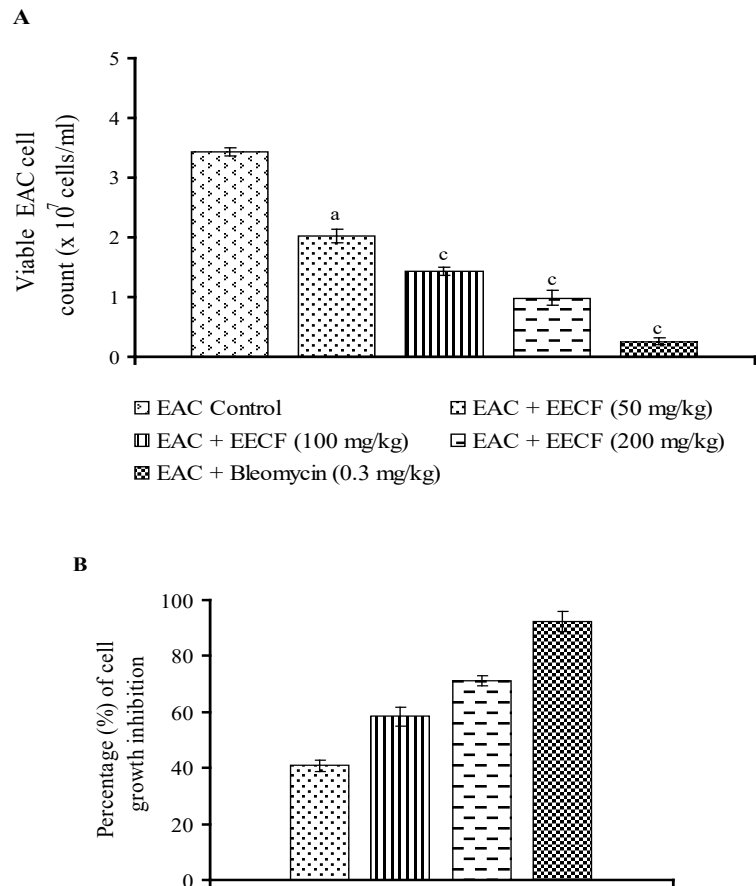 A
5
4
3
2
1
0
Viable EAC cell
count (x 10⁷ cells/ml)
a
c
c
c
EAC Control
EAC + EECF (50 mg/kg)
EAC + EECF (100 mg/kg)
EAC + EECF (200 mg/kg)
EAC + Bleomycin (0.3 mg/kg)
B
100
80
60
40
20
0
Percentage (%) of cell
growth inhibition